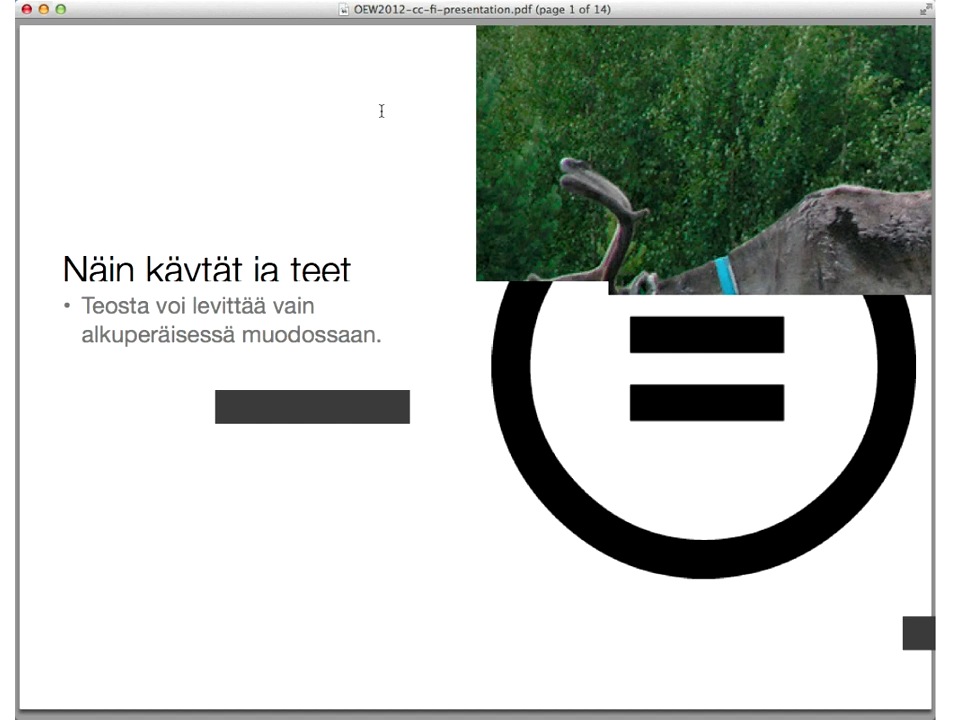 OEW2012-cc-fi-presentation.pdf (page 1 of 14)
Näin käytät ja teet
Teosta voi levittää vain
alkuperäisessä muodossaan.